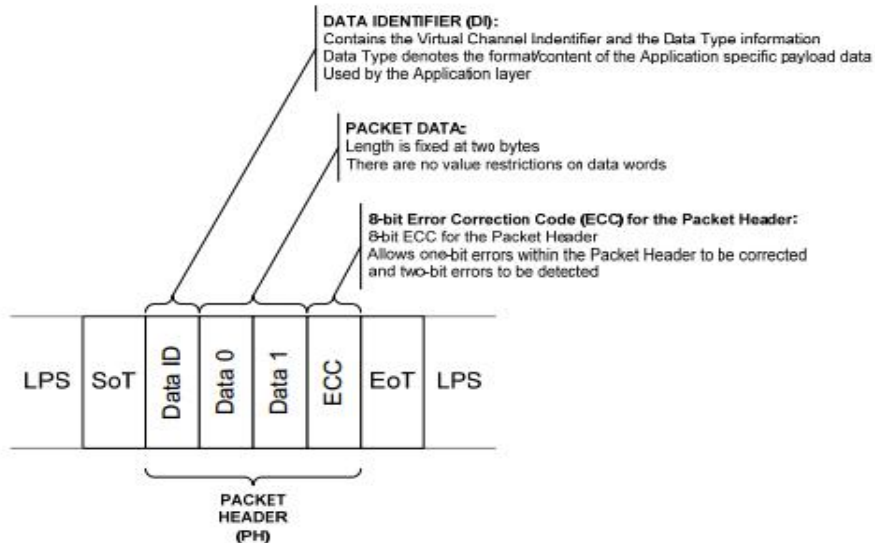 DATA IDENTIFIER (DI):
Contains the Virtual Channel Indentifier and the Data Type information
Data Type denotes the format/content of the Application specific payload data
Used by the Application layer
PACKET DATA:
Length is fixed at two bytes
There are no value restrictions on data words
8-bit Error Correction Code (ECC) for the Packet Header:
8-bit ECC for the Packet Header
Allows one-bit errors within the Packet Header to be corrected
and two-bit errors to be detected
LPS
SoT
Data ID
Data 0
Data 1
ECC
EoT
LPS
PACKET
HEADER
(PH)